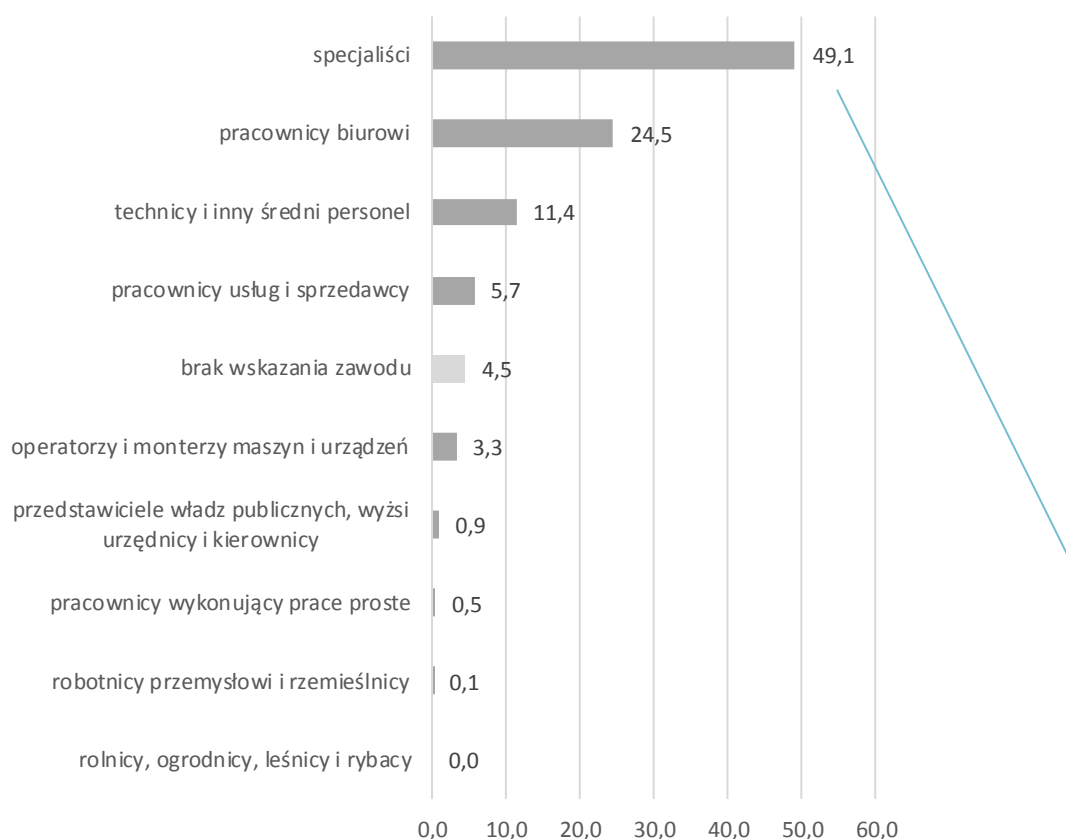 specjaliści 49,1
pracownicy biurowi 24,5
technicy i inny średni personel 11,4
pracownicy usług i sprzedawcy 5,7
brak wskazania zawodu 4,5
operatorzy i monterzy maszyn i urządzeń 3,3
przedstawiciele władz publicznych, wyżsi
urzędnicy i kierownicy 0,9
pracownicy wykonujący prace proste 0,5
robotnicy przemysłowi i rzemieślnicy 0,1
rolnicy, ogrodnicy, leśnicy i rybacy 0,0
0,0 10,0 20,0 30,0 40,0 50,0 60,0